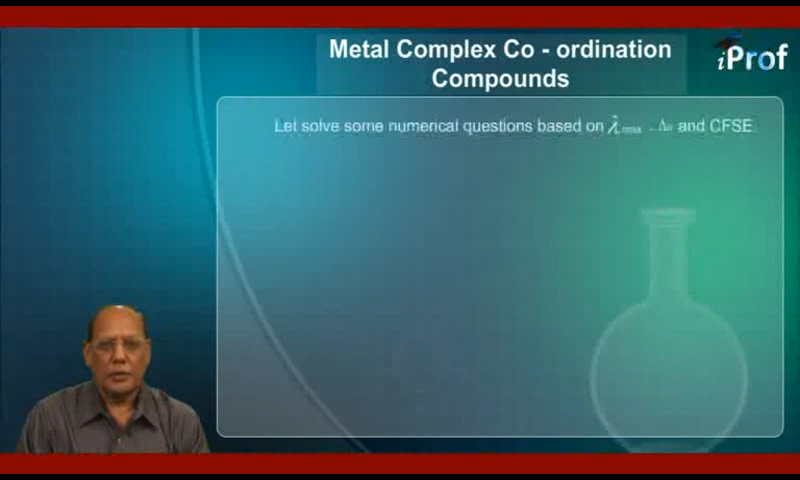 Metal Complex Co - ordination
Compounds
iProf
Let solve some numerical questions based on λmax . Δo and CFSE.